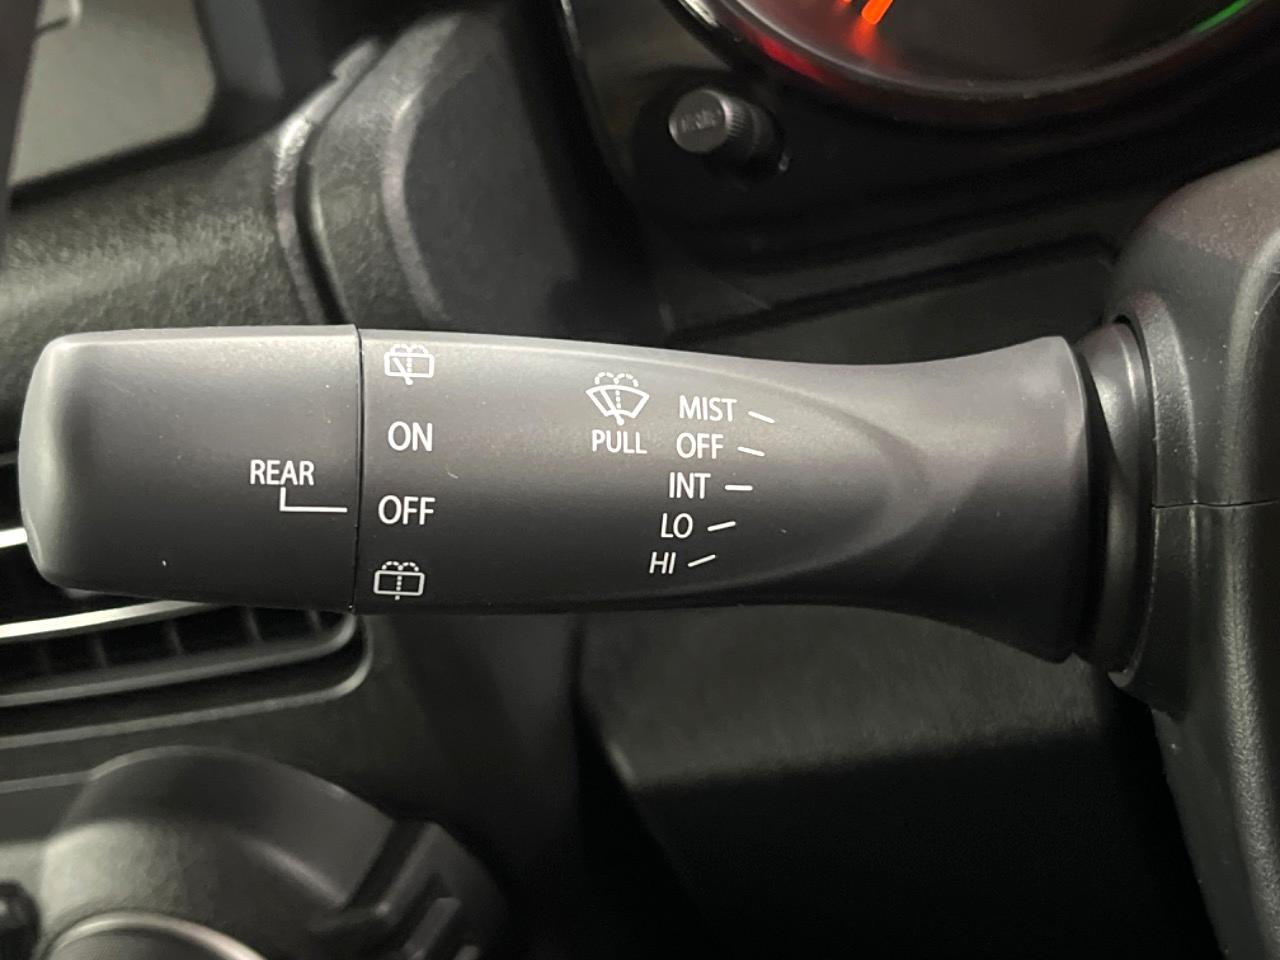 ON
REAR
OFF
PULL
MIST
OFF
INT
LO
HI